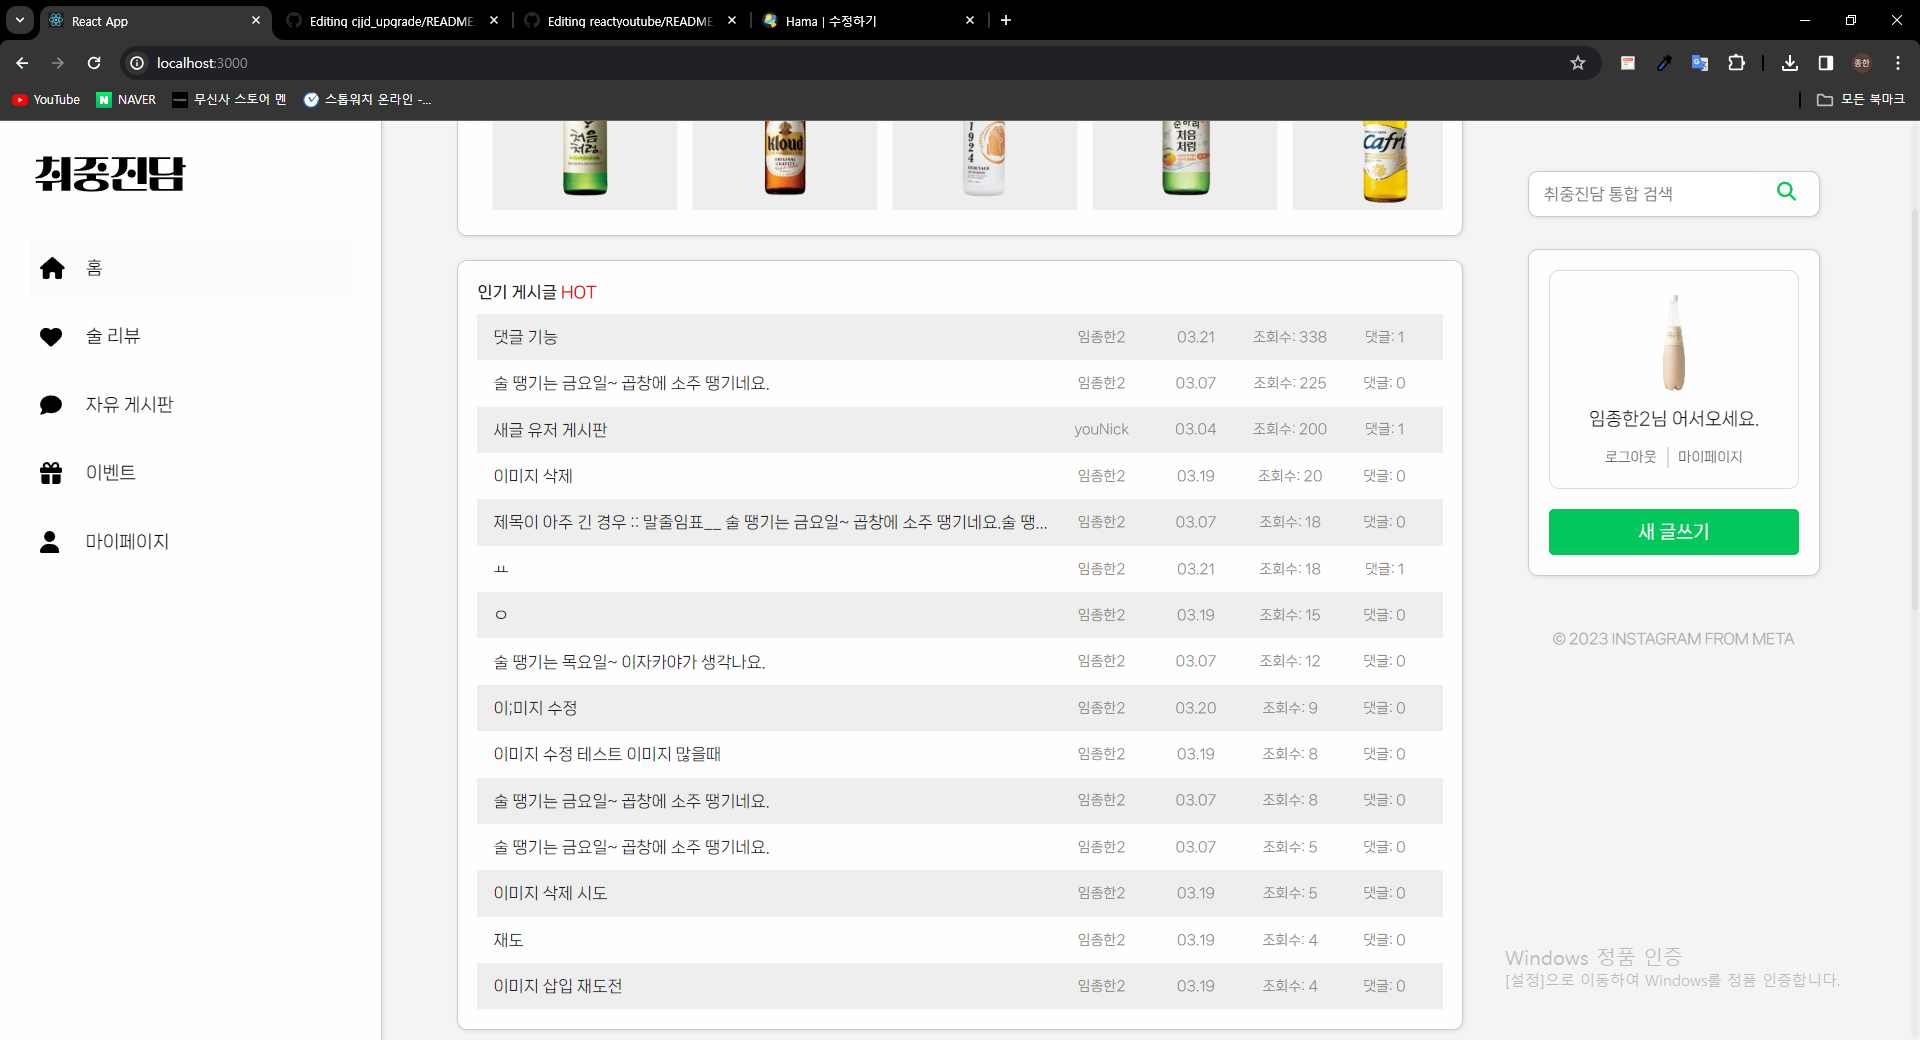 React App
Editing cjjd_upgrade/README.
Editing reactyoutube/README.
Hama | 수정하기
localhost:3000
종한
YouTube
NAVER
무신사 스토어 멘
스톱워치 온라인 -...
모든 북마크
취중진담
홈
술 리뷰
자유 게시판
이벤트
마이페이지
처음처럼
kloud
ORIGINAL
1924
순하리
처음
처럼
Cafri
인기 게시글 HOT
댓글 기능 임종한2 03.21 조회수: 338 댓글: 1
술 땡기는 금요일~ 곱창에 소주 땡기네요. 임종한2 03.07 조회수: 225 댓글: 0
새글 유저 게시판 youNick 03.04 조회수: 200 댓글: 1
이미지 삭제 임종한2 03.19 조회수: 20 댓글: 0
제목이 아주 긴 경우 :: 말줄임표__ 술 땡기는 금요일~ 곱창에 소주 땡기네요.술 땡... 임종한2 03.07 조회수: 18 댓글: 0
ㅛ 임종한2 03.21 조회수: 18 댓글: 1
ㅇ 임종한2 03.19 조회수: 15 댓글: 0
술 땡기는 목요일~ 이자카야가 생각나요. 임종한2 03.07 조회수: 12 댓글: 0
이;미지 수정 임종한2 03.20 조회수: 9 댓글: 0
이미지 수정 테스트 이미지 많을때 임종한2 03.19 조회수: 8 댓글: 0
술 땡기는 금요일~ 곱창에 소주 땡기네요. 임종한2 03.07 조회수: 8 댓글: 0
술 땡기는 금요일~ 곱창에 소주 땡기네요. 임종한2 03.07 조회수: 5 댓글: 0
이미지 삭제 시도 임종한2 03.19 조회수: 5 댓글: 0
재도 임종한2 03.19 조회수: 4 댓글: 0
이미지 삽입 재도전 임종한2 03.19 조회수: 4 댓글: 0
취중진담 통합 검색
임종한2님 어서오세요.
로그아웃 | 마이페이지
새 글쓰기
© 2023 INSTAGRAM FROM META
Windows 정품 인증
[설정]으로 이동하여 Windows를 정품 인증합니다.